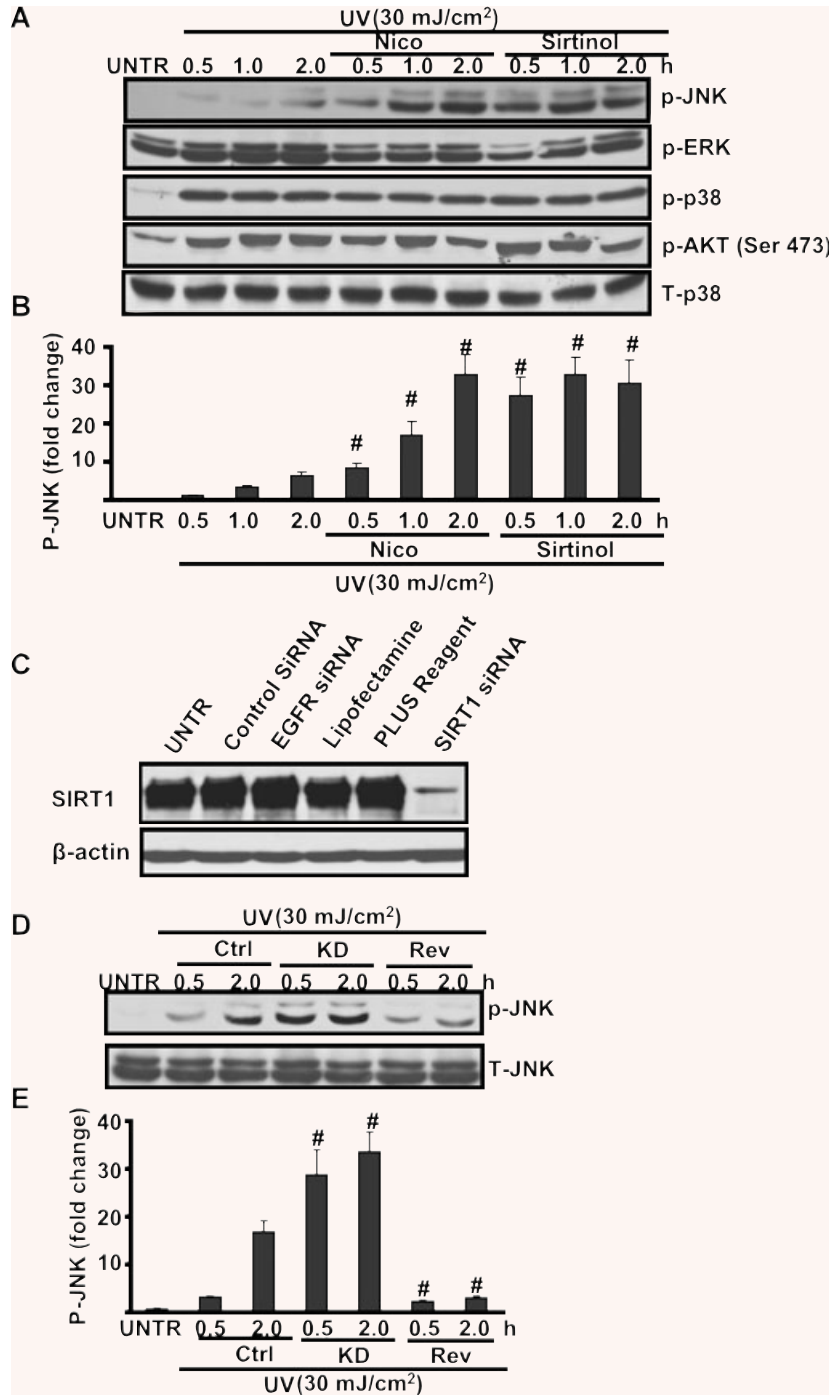 A
UV(30 mJ/cm²)
Nico Sirtinol
UNTR 0.5 1.0 2.0 0.5 1.0 2.0 0.5 1.0 2.0 h
p-JNK
p-ERK
p-p38
p-AKT (Ser 473)
T-p38
B
P-JNK (fold change)
40
30
20
10
# # # # # #
UNTR 0.5 1.0 2.0 0.5 1.0 2.0 0.5 1.0 2.0 h
Nico Sirtinol
UV(30 mJ/cm²)
C
UNTR
Control SiRNA
EGFR siRNA
Lipofectamine
PLUS Reagent
SIRT1 siRNA
SIRT1
β-actin
D
UV(30 mJ/cm²)
Ctrl KD Rev
UNTR 0.5 2.0 0.5 2.0 0.5 2.0 h
p-JNK
T-JNK
E
P-JNK (fold change)
40
30
20
10
# # # #
UNTR 0.5 2.0 0.5 2.0 0.5 2.0 h
Ctrl KD Rev
UV(30 mJ/cm²)